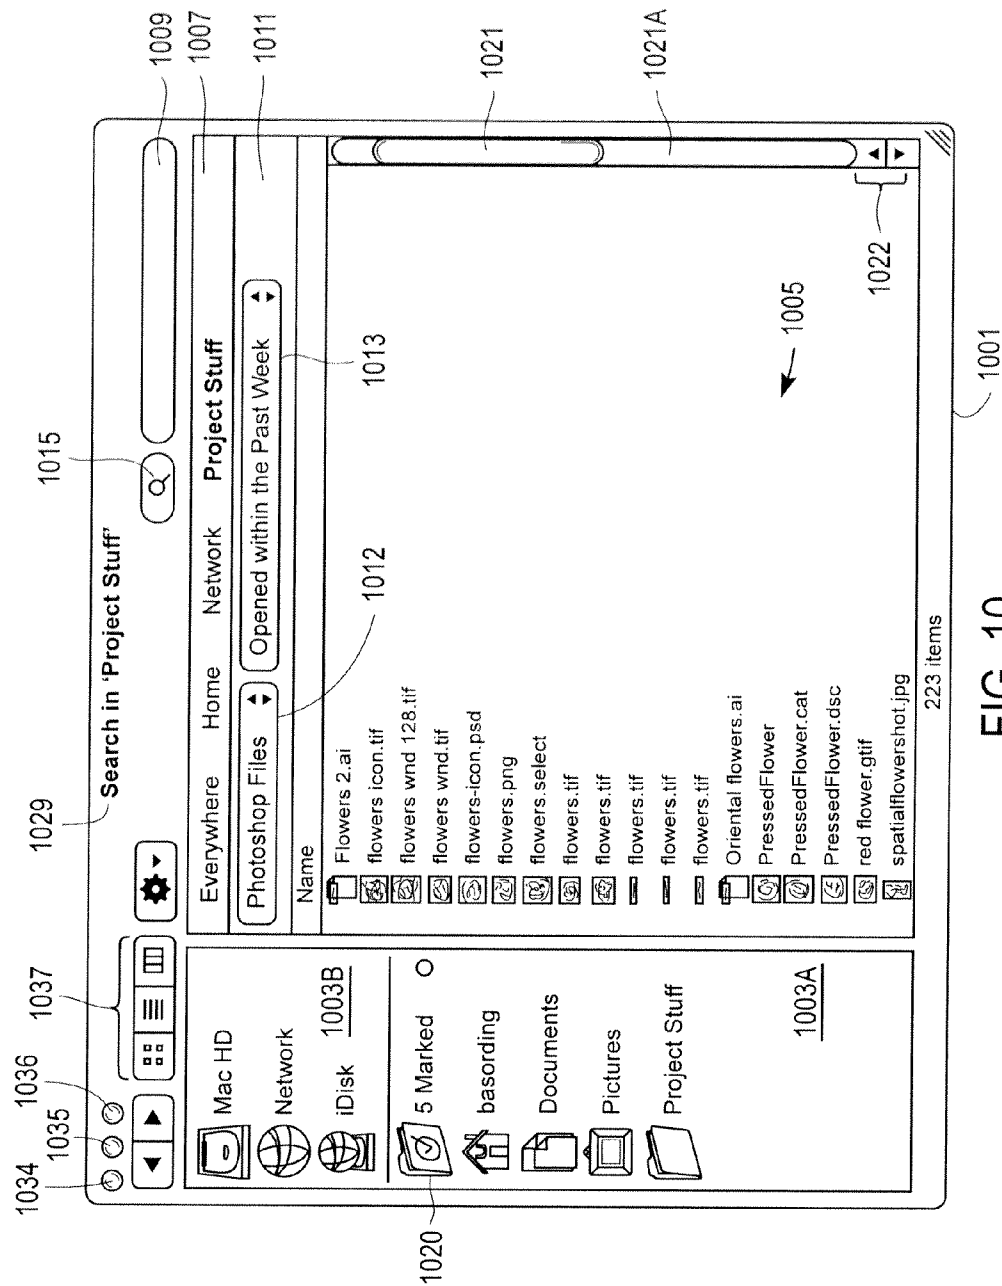 1034
1035
1036
1037
1029
1015
1009
1007
1011
Search in 'Project Stuff'
Everywhere Home Network Project Stuff
Photoshop Files
Opened within the Past Week
Name
1012
1013
Mac HD
Network
iDisk
1003B
5 Marked
basording
Documents
Pictures
Project Stuff
1003A
1020
Flowers 2.ai
flowers icon.tif
flowers wnd 128.tif
flowers wnd.tif
flowers-icon.psd
flowers.png
flowers.select
flowers.tif
flowers.tif
flowers.tif
flowers.tif
flowers.tif
Oriental flowers.ai
PressedFlower
PressedFlower.cat
PressedFlower.dsc
red flower.gtif
spatialflowershot.jpg
1005
1021
1021A
1022
223 items
1001
FIG. 10